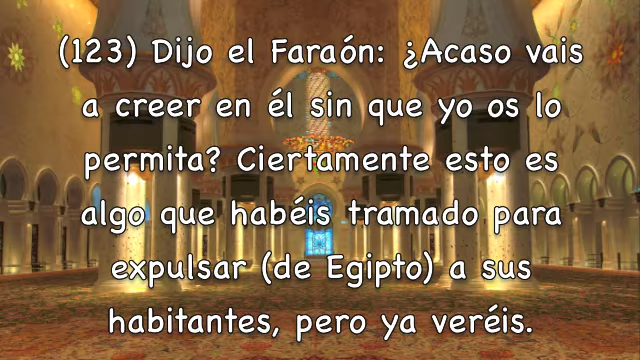 (123) Dijo el Faraón: ¿Acaso vais
a creer en él sin que yo os lo
permita? Ciertamente esto es
algo que habéis tramado para
expulsar (de Egipto) a sus
habitantes, pero ya veréis.